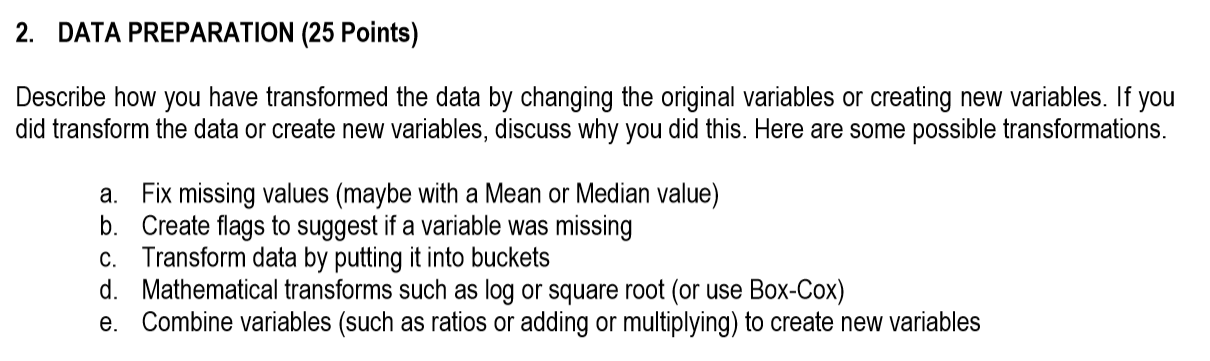 2. DATA PREPARATION (25 Points)
Describe how you have transformed the data by changing the original variables or creating new variables. If you
did transform the data or create new variables, discuss why you did this. Here are some possible transformations.
a. Fix missing values (maybe with a Mean or Median value)
b. Create flags to suggest if a variable was missing
c. Transform data by putting it into buckets
d. Mathematical transforms such as log or square root (or use Box-Cox)
e. Combine variables (such as ratios or adding or multiplying) to create new variables